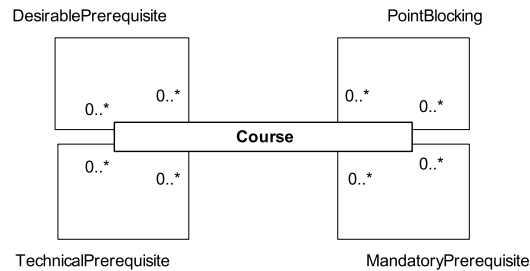 DesirablePrerequisite
PointBlocking
0..*
0..*
0..*
0..*
Course
0..*
0..*
0..*
0..*
TechnicalPrerequisite
MandatoryPrerequisite